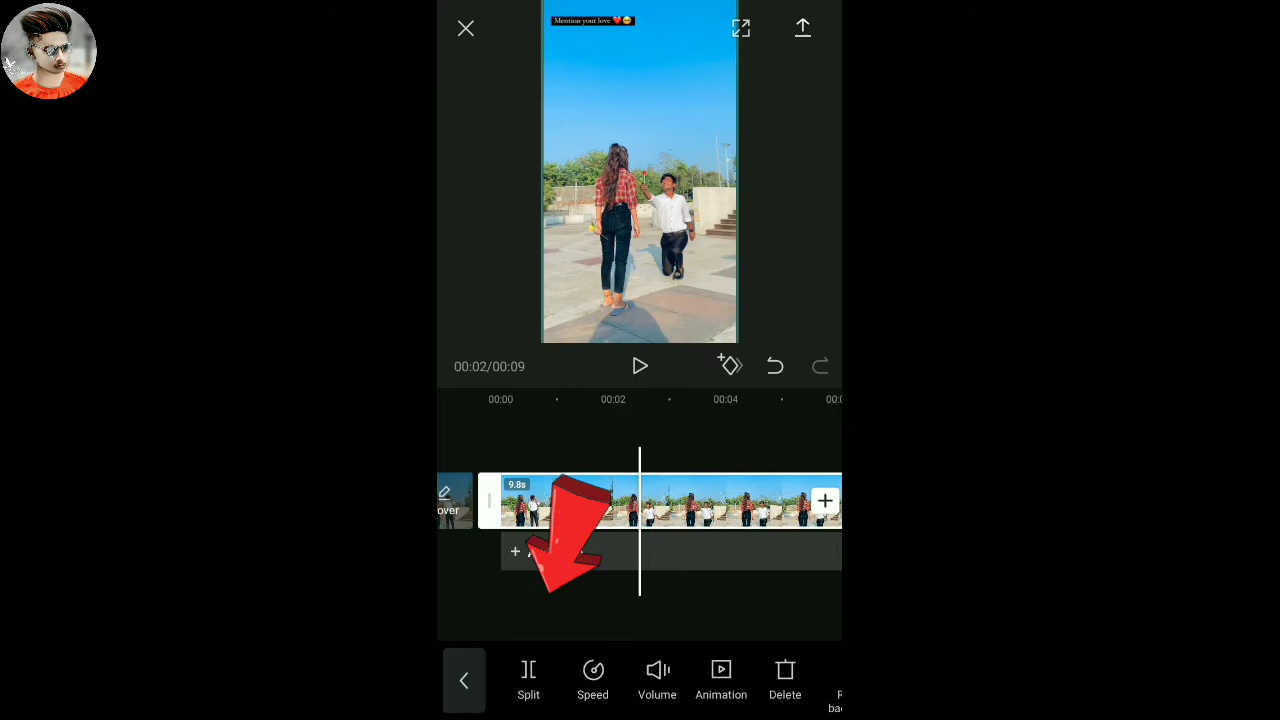 Mention your love ❤️🥺
00:02/00:09
00:00
00:02
00:04
9.8s
over
+
Split
Speed
Volume
Animation
Delete